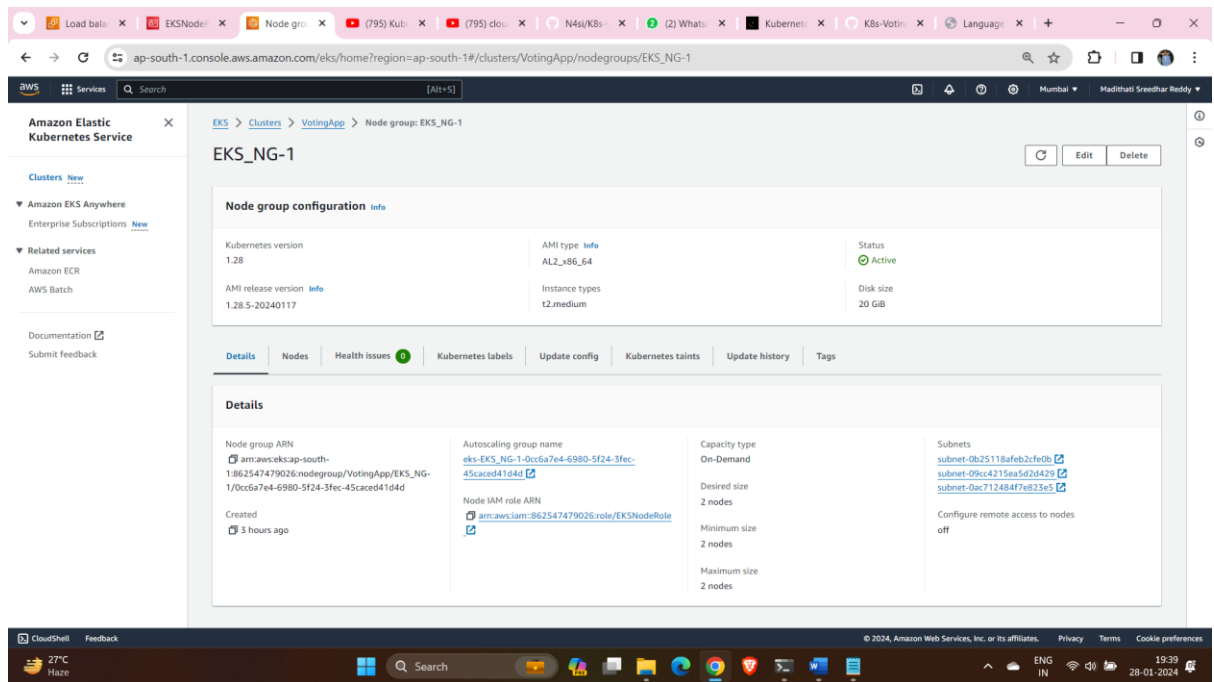 Load balan
EKSNodeR
Node grou
(795) Kube
(795) clou
N4si/K8s-v
(2) Whats
Kubernete
K8s-Votin
Language
ap-south-1.console.aws.amazon.com/eks/home?region=ap-south-1#/clusters/VotingApp/nodegroups/EKS_NG-1
aws
Services
Search
[Alt+S]
Mumbai
Madithati Sreedhar Reddy
Amazon Elastic
Kubernetes Service
Clusters New
Amazon EKS Anywhere
Enterprise Subscriptions New
Related services
Amazon ECR
AWS Batch
Documentation
Submit feedback
EKS > Clusters > VotingApp > Node group: EKS_NG-1
EKS_NG-1
Edit
Delete
Node group configuration Info
Kubernetes version
1.28
AMI type Info
AL2_x86_64
Status
Active
AMI release version Info
1.28.5-20240117
Instance types
t2.medium
Disk size
20 GiB
Details
Nodes
Health issues 0
Kubernetes labels
Update config
Kubernetes taints
Update history
Tags
Details
Node group ARN
arn:aws:eks:ap-south-
1:862547479026:nodegroup/VotingApp/EKS_NG-
1/0cc6a7e4-6980-5f24-3fec-45caced41d4d
Created
3 hours ago
Autoscaling group name
eks-EKS_NG-1-0cc6a7e4-6980-5f24-3fec-
45caced41d4d
Node IAM role ARN
arn:aws:iam::862547479026:role/EKSNodeRole
Capacity type
On-Demand
Desired size
2 nodes
Minimum size
2 nodes
Maximum size
2 nodes
Subnets
subnet-0b25118afeb2cfe0b
subnet-09cc4215ea5d2d429
subnet-0ac712484f7e823e5
Configure remote access to nodes
off
CloudShell
Feedback
© 2024, Amazon Web Services, Inc. or its affiliates.
Privacy
Terms
Cookie preferences
27°C
Haze
Search
ENG
IN
19:39
28-01-2024